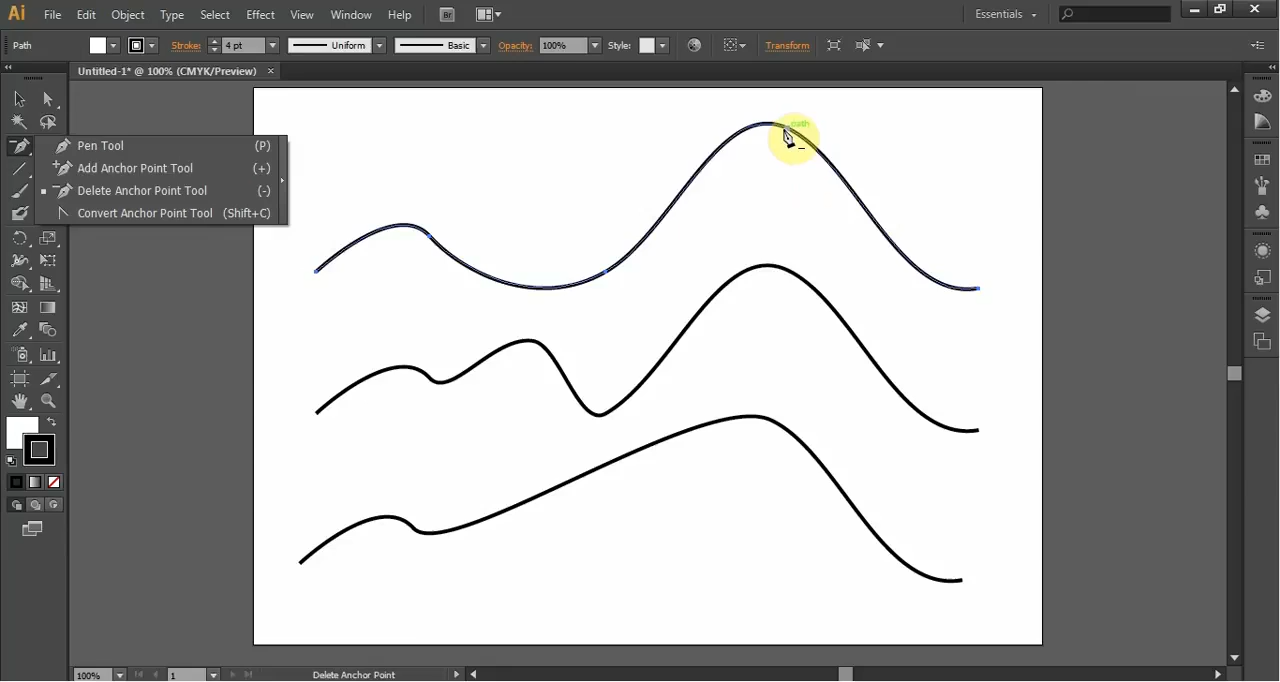 Ai File Edit Object Type Select Effect View Window Help Br Essentials
Path Stroke: 4 pt Uniform Basic Opacity: 100% Style: Transform
Untitled-1* @ 100% (CMYK/Preview) ×
Pen Tool (P)
Add Anchor Point Tool (+)
Delete Anchor Point Tool (-)
Convert Anchor Point Tool (Shift+C)
path
100% 1 Delete Anchor Point